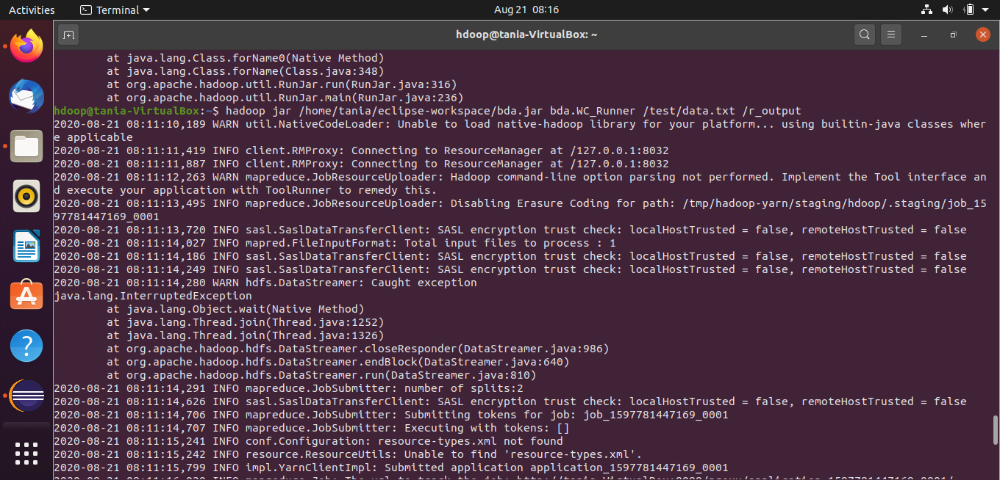 Activities
Terminal
Aug 21 08:16
hdoop@tania-VirtualBox: ~
at java.lang.Class.forName0(Native Method)
at java.lang.Class.forName(Class.java:348)
at org.apache.hadoop.util.RunJar.run(RunJar.java:316)
at org.apache.hadoop.util.RunJar.main(RunJar.java:236)
hdoop@tania-VirtualBox:~$ hadoop jar /home/tania/eclipse-workspace/bda.jar bda.WC_Runner /test/data.txt /r_output
2020-08-21 08:11:10,189 WARN util.NativeCodeLoader: Unable to load native-hadoop library for your platform... using builtin-java classes wher
e applicable
2020-08-21 08:11:11,419 INFO client.RMProxy: Connecting to ResourceManager at /127.0.0.1:8032
2020-08-21 08:11:11,887 INFO client.RMProxy: Connecting to ResourceManager at /127.0.0.1:8032
2020-08-21 08:11:12,263 WARN mapreduce.JobResourceUploader: Hadoop command-line option parsing not performed. Implement the Tool interface an
d execute your application with ToolRunner to remedy this.
2020-08-21 08:11:13,495 INFO mapreduce.JobResourceUploader: Disabling Erasure Coding for path: /tmp/hadoop-yarn/staging/hdoop/.staging/job_15
97781447169_0001
2020-08-21 08:11:13,720 INFO sasl.SaslDataTransferClient: SASL encryption trust check: localHostTrusted = false, remoteHostTrusted = false
2020-08-21 08:11:14,027 INFO mapred.FileInputFormat: Total input files to process : 1
2020-08-21 08:11:14,186 INFO sasl.SaslDataTransferClient: SASL encryption trust check: localHostTrusted = false, remoteHostTrusted = false
2020-08-21 08:11:14,249 INFO sasl.SaslDataTransferClient: SASL encryption trust check: localHostTrusted = false, remoteHostTrusted = false
2020-08-21 08:11:14,280 WARN hdfs.DataStreamer: Caught exception
java.lang.InterruptedException
at java.lang.Object.wait(Native Method)
at java.lang.Thread.join(Thread.java:1252)
at java.lang.Thread.join(Thread.java:1326)
at org.apache.hadoop.hdfs.DataStreamer.closeResponder(DataStreamer.java:986)
at org.apache.hadoop.hdfs.DataStreamer.endBlock(DataStreamer.java:640)
at org.apache.hadoop.hdfs.DataStreamer.run(DataStreamer.java:810)
2020-08-21 08:11:14,291 INFO mapreduce.JobSubmitter: number of splits:2
2020-08-21 08:11:14,626 INFO sasl.SaslDataTransferClient: SASL encryption trust check: localHostTrusted = false, remoteHostTrusted = false
2020-08-21 08:11:14,706 INFO mapreduce.JobSubmitter: Submitting tokens for job: job_1597781447169_0001
2020-08-21 08:11:14,707 INFO mapreduce.JobSubmitter: Executing with tokens: []
2020-08-21 08:11:15,241 INFO conf.Configuration: resource-types.xml not found
2020-08-21 08:11:15,242 INFO resource.ResourceUtils: Unable to find 'resource-types.xml'.
2020-08-21 08:11:15,799 INFO impl.YarnClientImpl: Submitted application application_1597781447169_0001